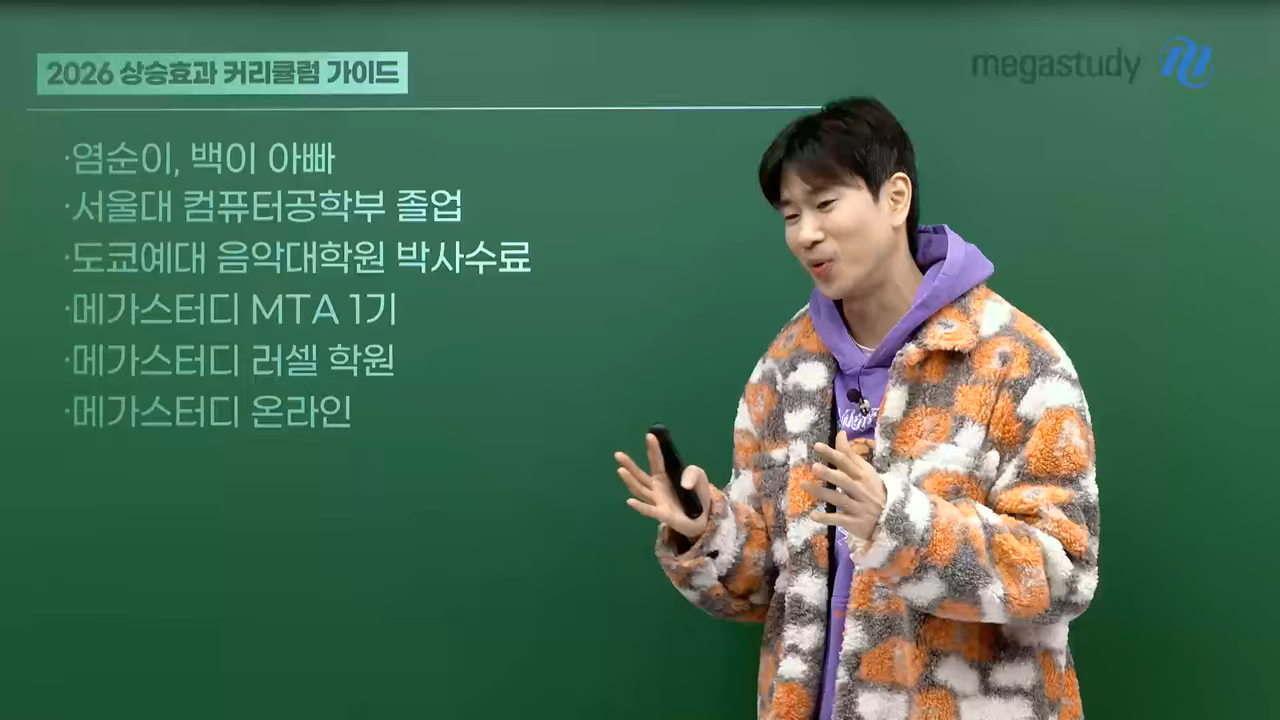 2026 상승효과 커리큘럼 가이드
megastudy
·염순이, 백이 아빠
·서울대 컴퓨터공학부 졸업
·도쿄예대 음악대학원 박사수료
·메가스터디 MTA 1기
·메가스터디 러셀 학원
·메가스터디 온라인